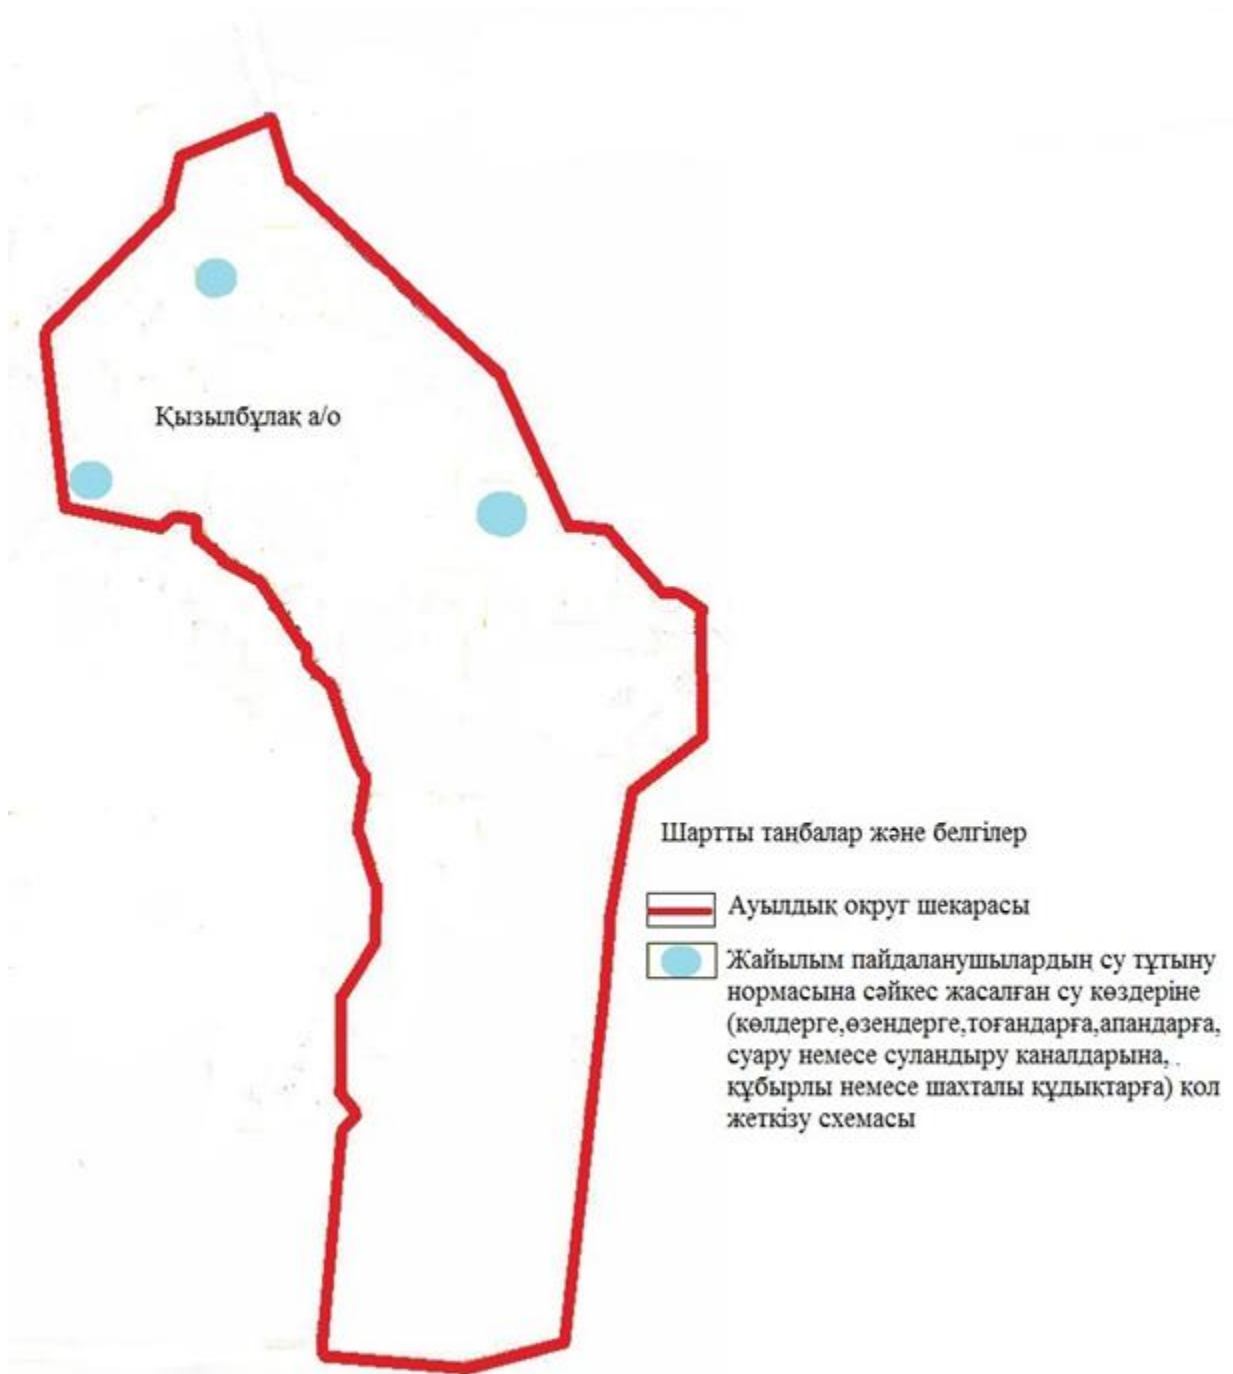 Қызылбұлақ а/о
Шартты таңбалар және белгілер
Ауылдық округ шекарасы
Жайылым пайдаланушылардың су тұтыну
нормасына сәйкес жасалған су көздеріне
(көлдерге,өзендерге,тоғандарға,апандарға,
суару немесе суландыру каналдарына,
құбырлы немесе шахталы құдықтарға) қол
жеткізу схемасы